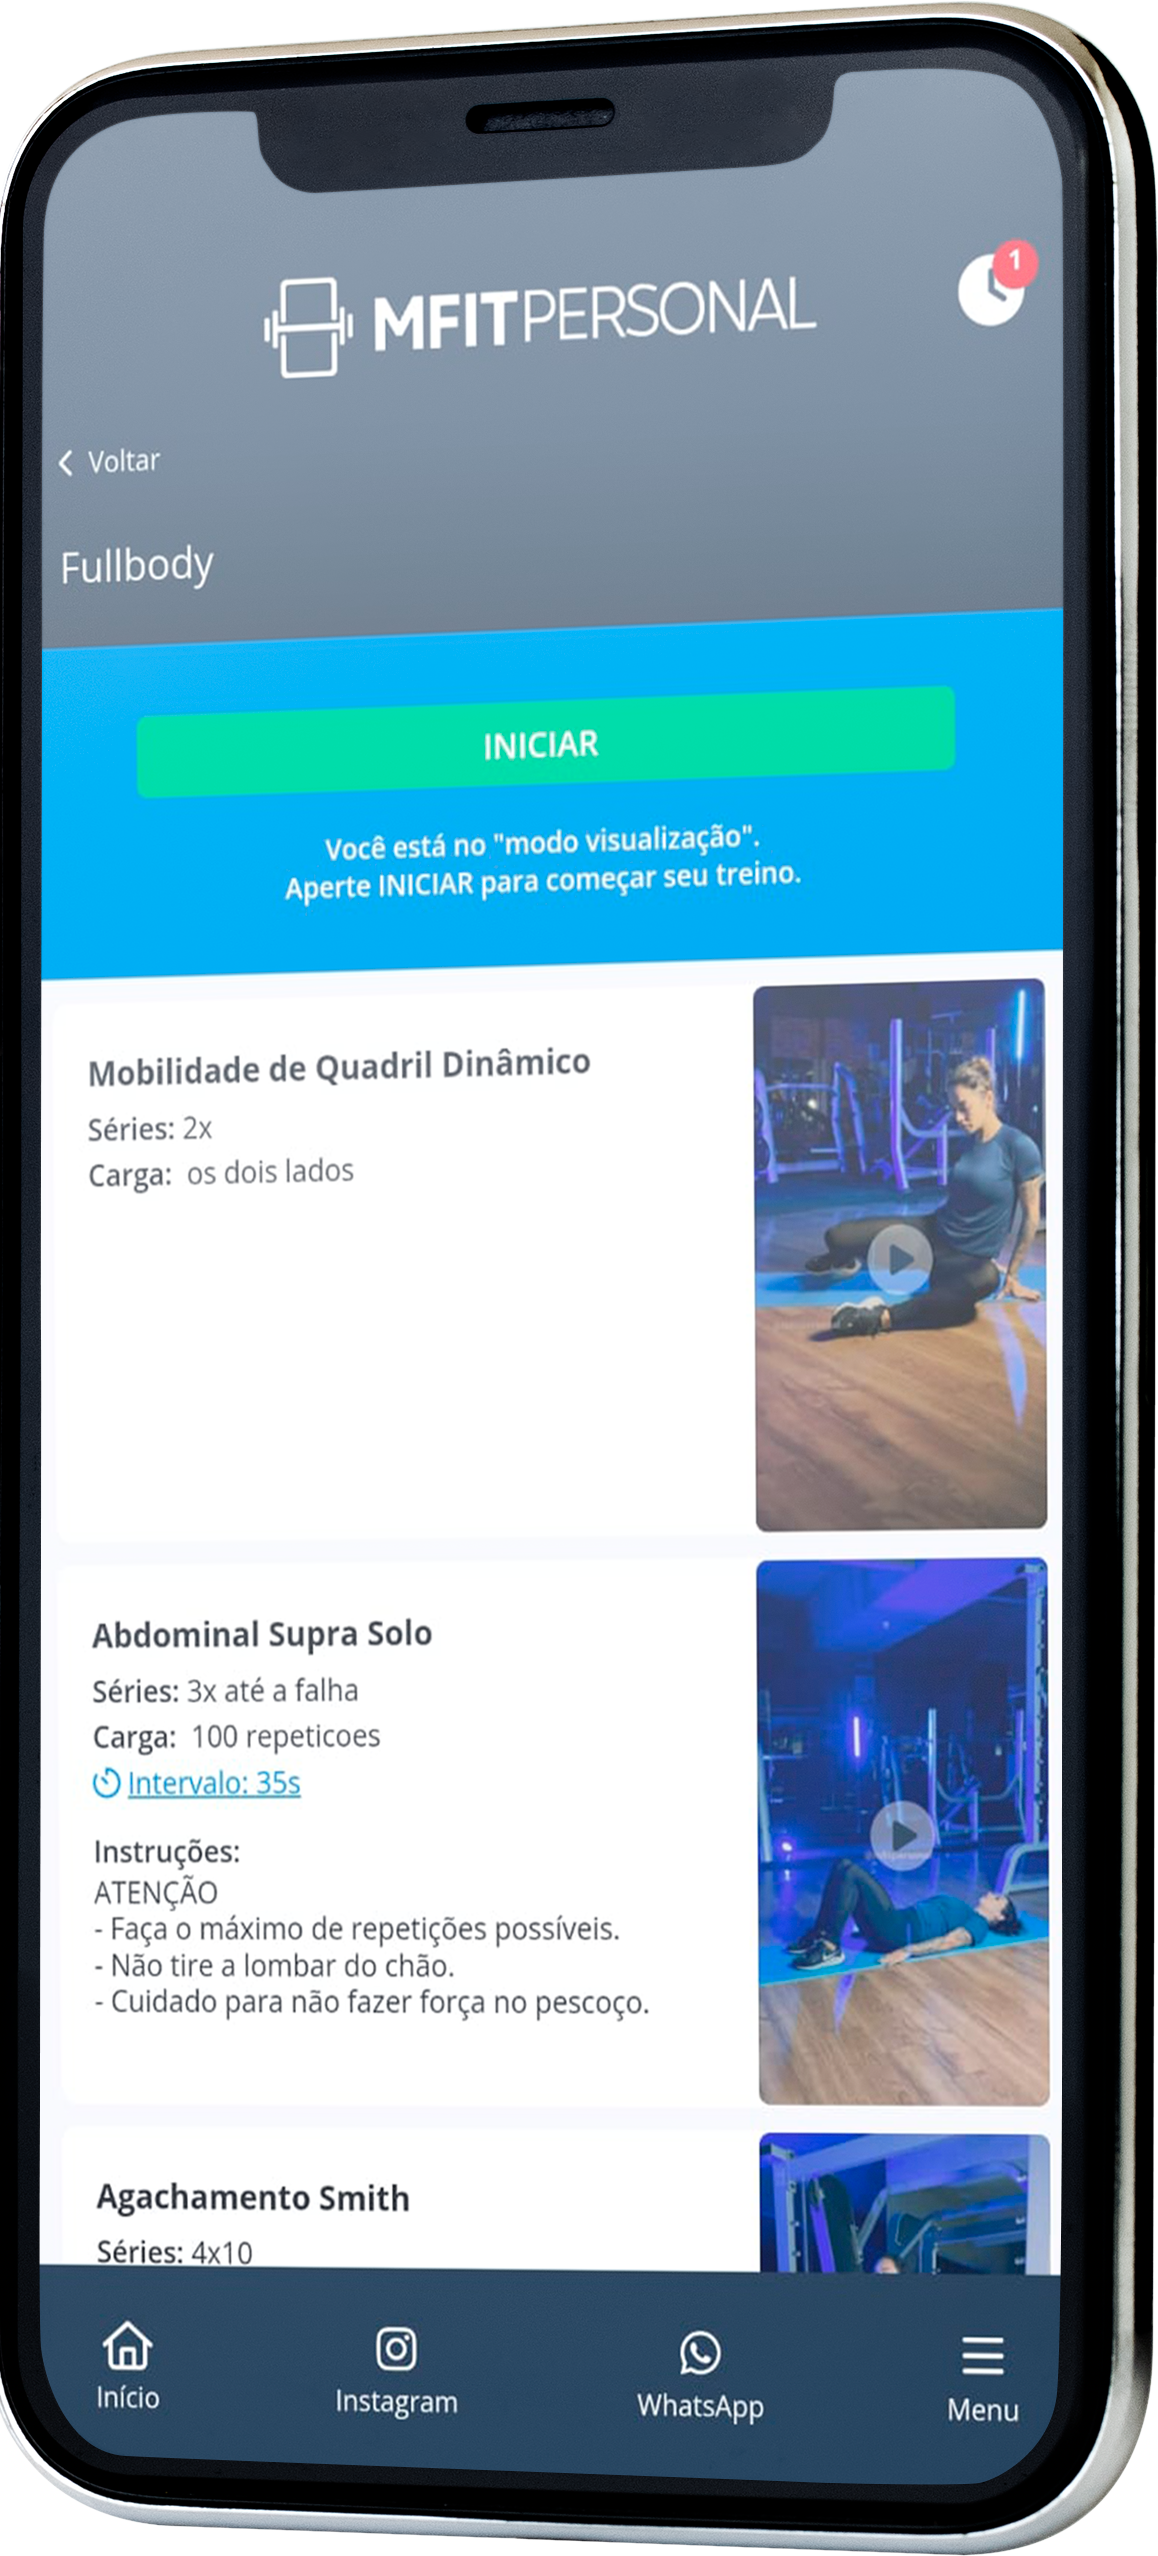 MFITPERSONAL
1
Voltar
Fullbody
INICIAR
Você está no "modo visualização".
Aperte INICIAR para começar seu treino.
Mobilidade de Quadril Dinâmico
Séries: 2x
Carga: os dois lados
Abdominal Supra Solo
Séries: 3x até a falha
Carga: 100 repeticoes
Intervalo: 35s
Instruções:
ATENÇÃO
- Faça o máximo de repetições possíveis.
- Não tire a lombar do chão.
- Cuidado para não fazer força no pescoço.
Agachamento Smith
Séries: 4x10
Início
Instagram
WhatsApp
Menu